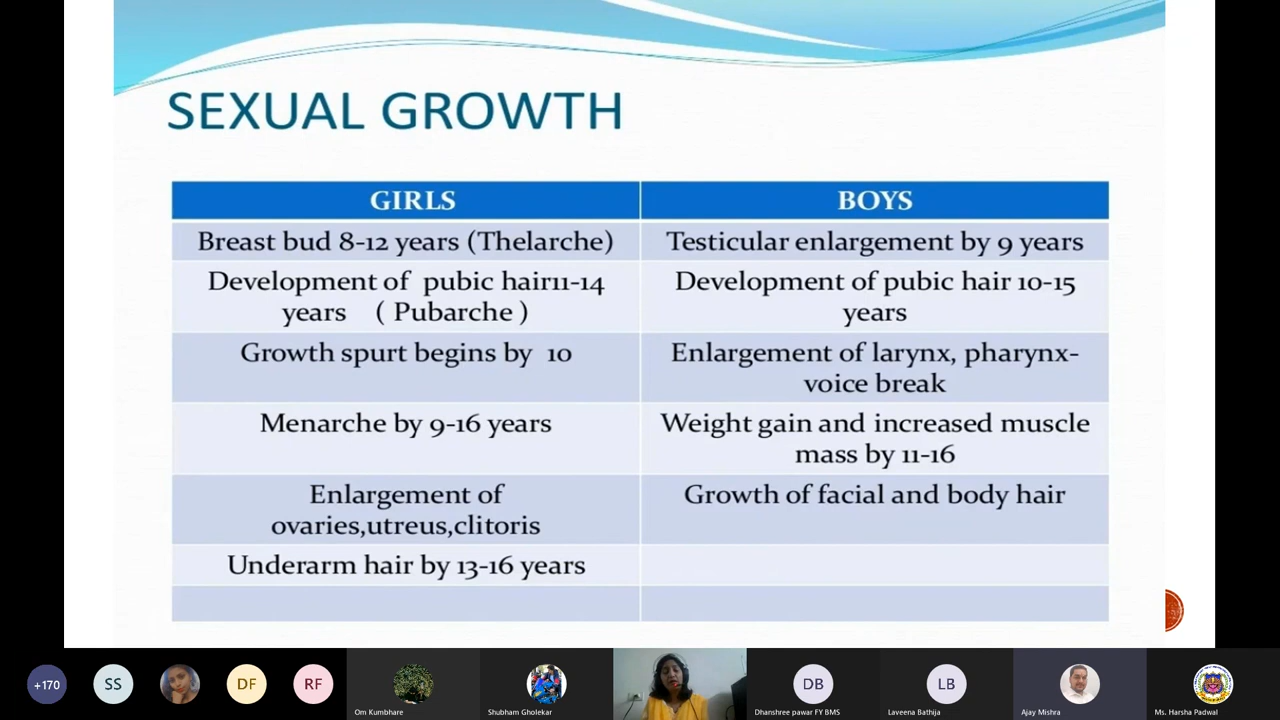 SEXUAL GROWTH
GIRLS
BOYS
Breast bud 8-12 years (Thelarche)
Testicular enlargement by 9 years
Development of pubic hair11-14
years ( Pubarche )
Development of pubic hair 10-15
years
Growth spurt begins by 10
Enlargement of larynx, pharynx-
voice break
Menarche by 9-16 years
Weight gain and increased muscle
mass by 11-16
Enlargement of
ovaries,utreus,clitoris
Growth of facial and body hair
Underarm hair by 13-16 years
+170
SS
DF
RF
Om Kumbhare
Shubham Gholekar
DB
Dhanshree pawar FY BMS
LB
Laveena Bathija
Ajay Mishra
Ms. Harsha Padwal